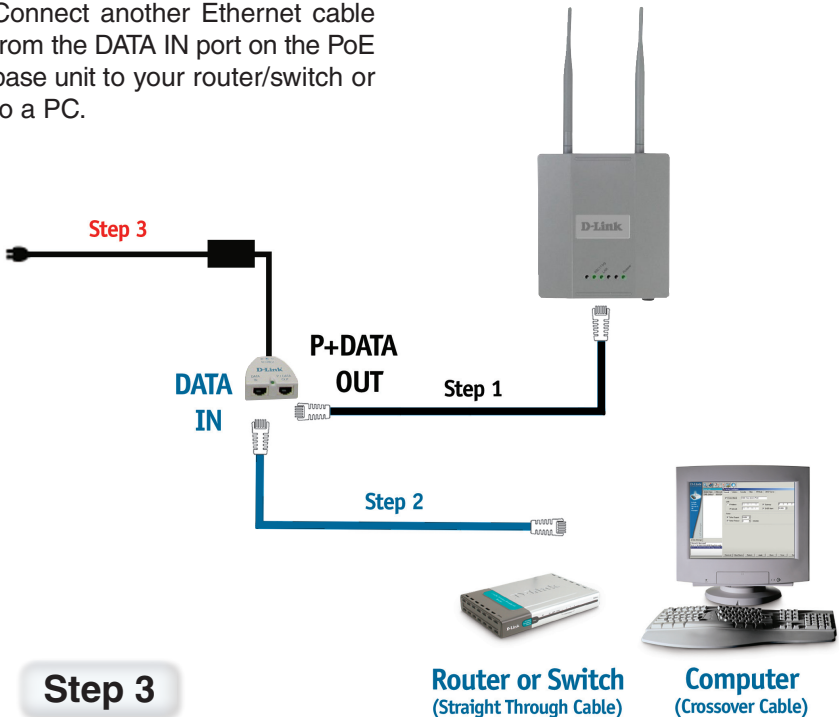 Connect another Ethernet cable
from the DATA IN port on the PoE
base unit to your router/switch or
to a PC.
Step 3
D-Link
P+DATA
OUT
D-Link
DATA
IN
Step 1
Step 2
D-Link
Step 3
Router or Switch
(Straight Through Cable)
Computer
(Crossover Cable)